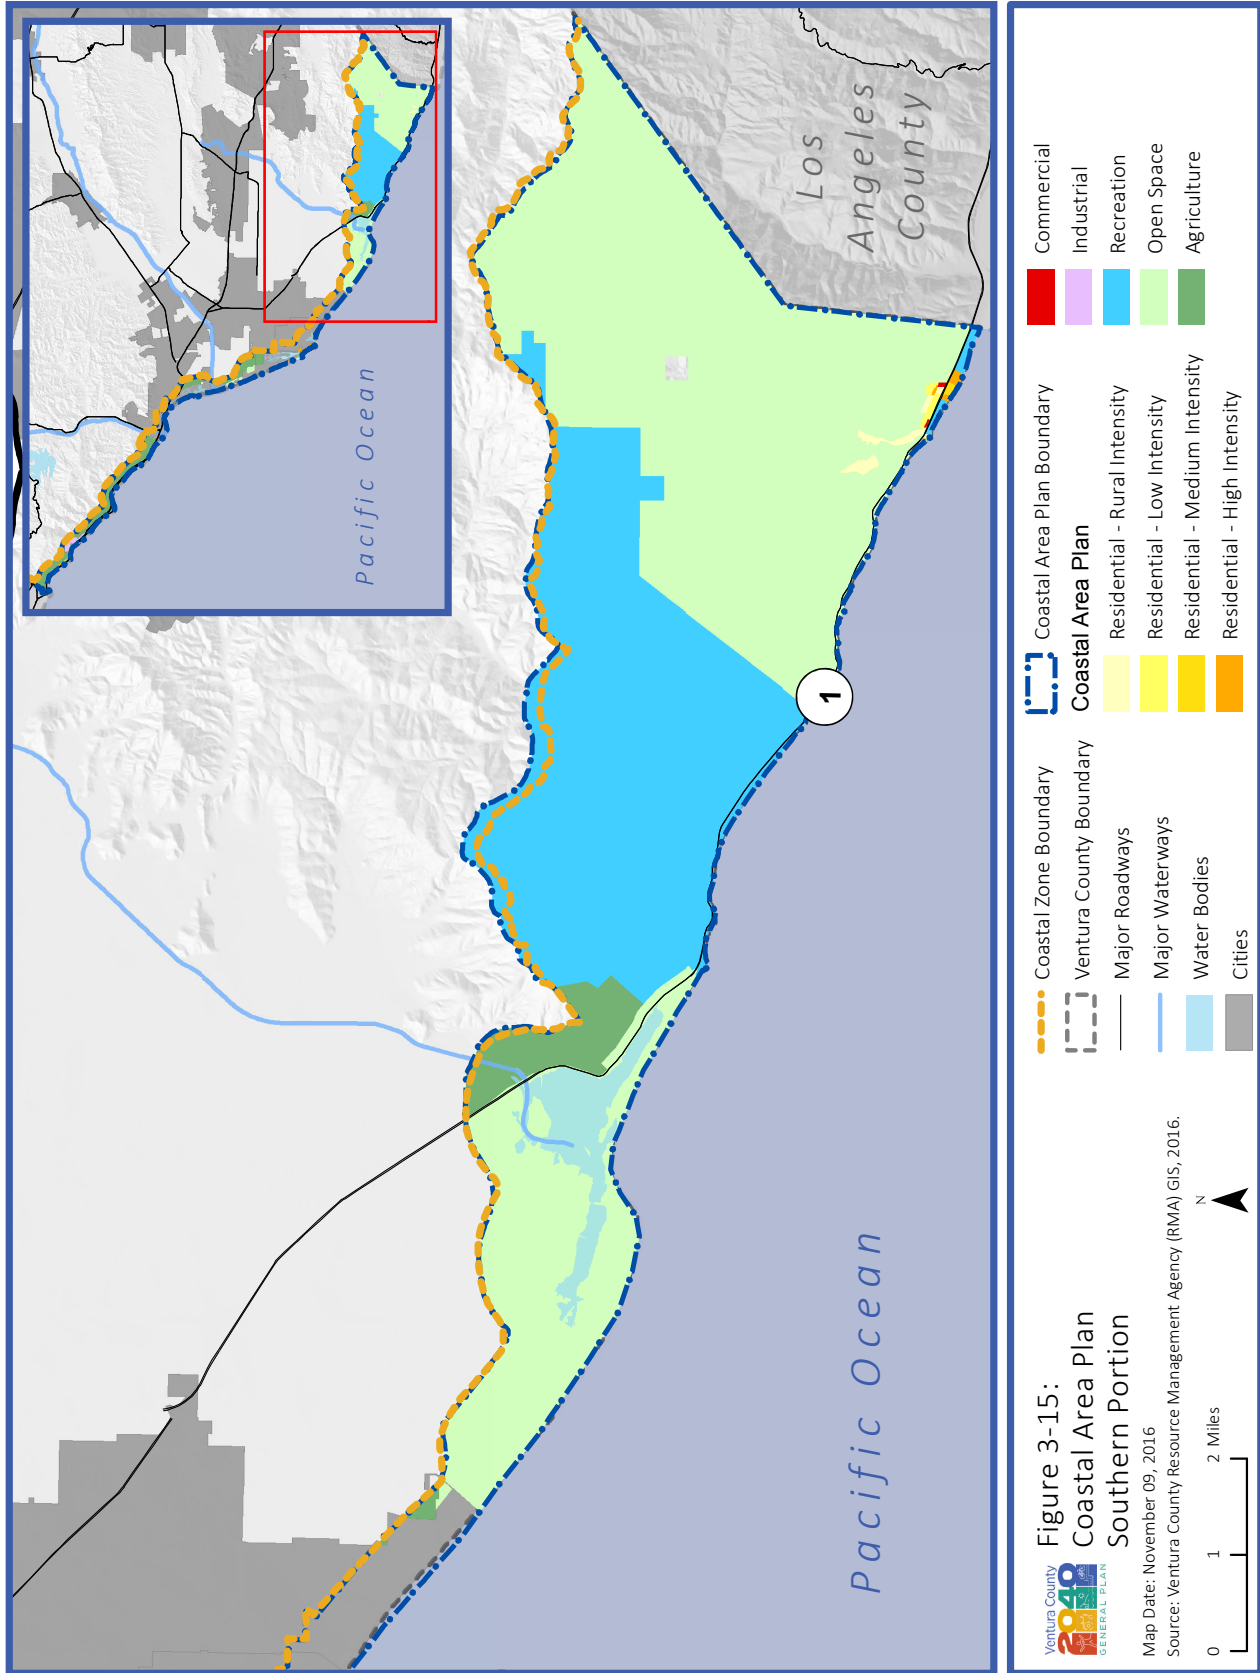 Pacific Ocean
Los
Angeles
County
1
Pacific Ocean
Ventura County
2040
GENERAL PLAN
Figure 3-15:
Coastal Area Plan
Southern Portion
Map Date: November 09, 2016
Source: Ventura County Resource Management Agency (RMA) GIS, 2016.
0 1 2 Miles
N
Coastal Zone Boundary
Ventura County Boundary
Major Roadways
Major Waterways
Water Bodies
Cities
Coastal Area Plan Boundary
Coastal Area Plan
Residential - Rural Intensity
Residential - Low Intensity
Residential - Medium Intensity
Residential - High Intensity
Commercial
Industrial
Recreation
Open Space
Agriculture